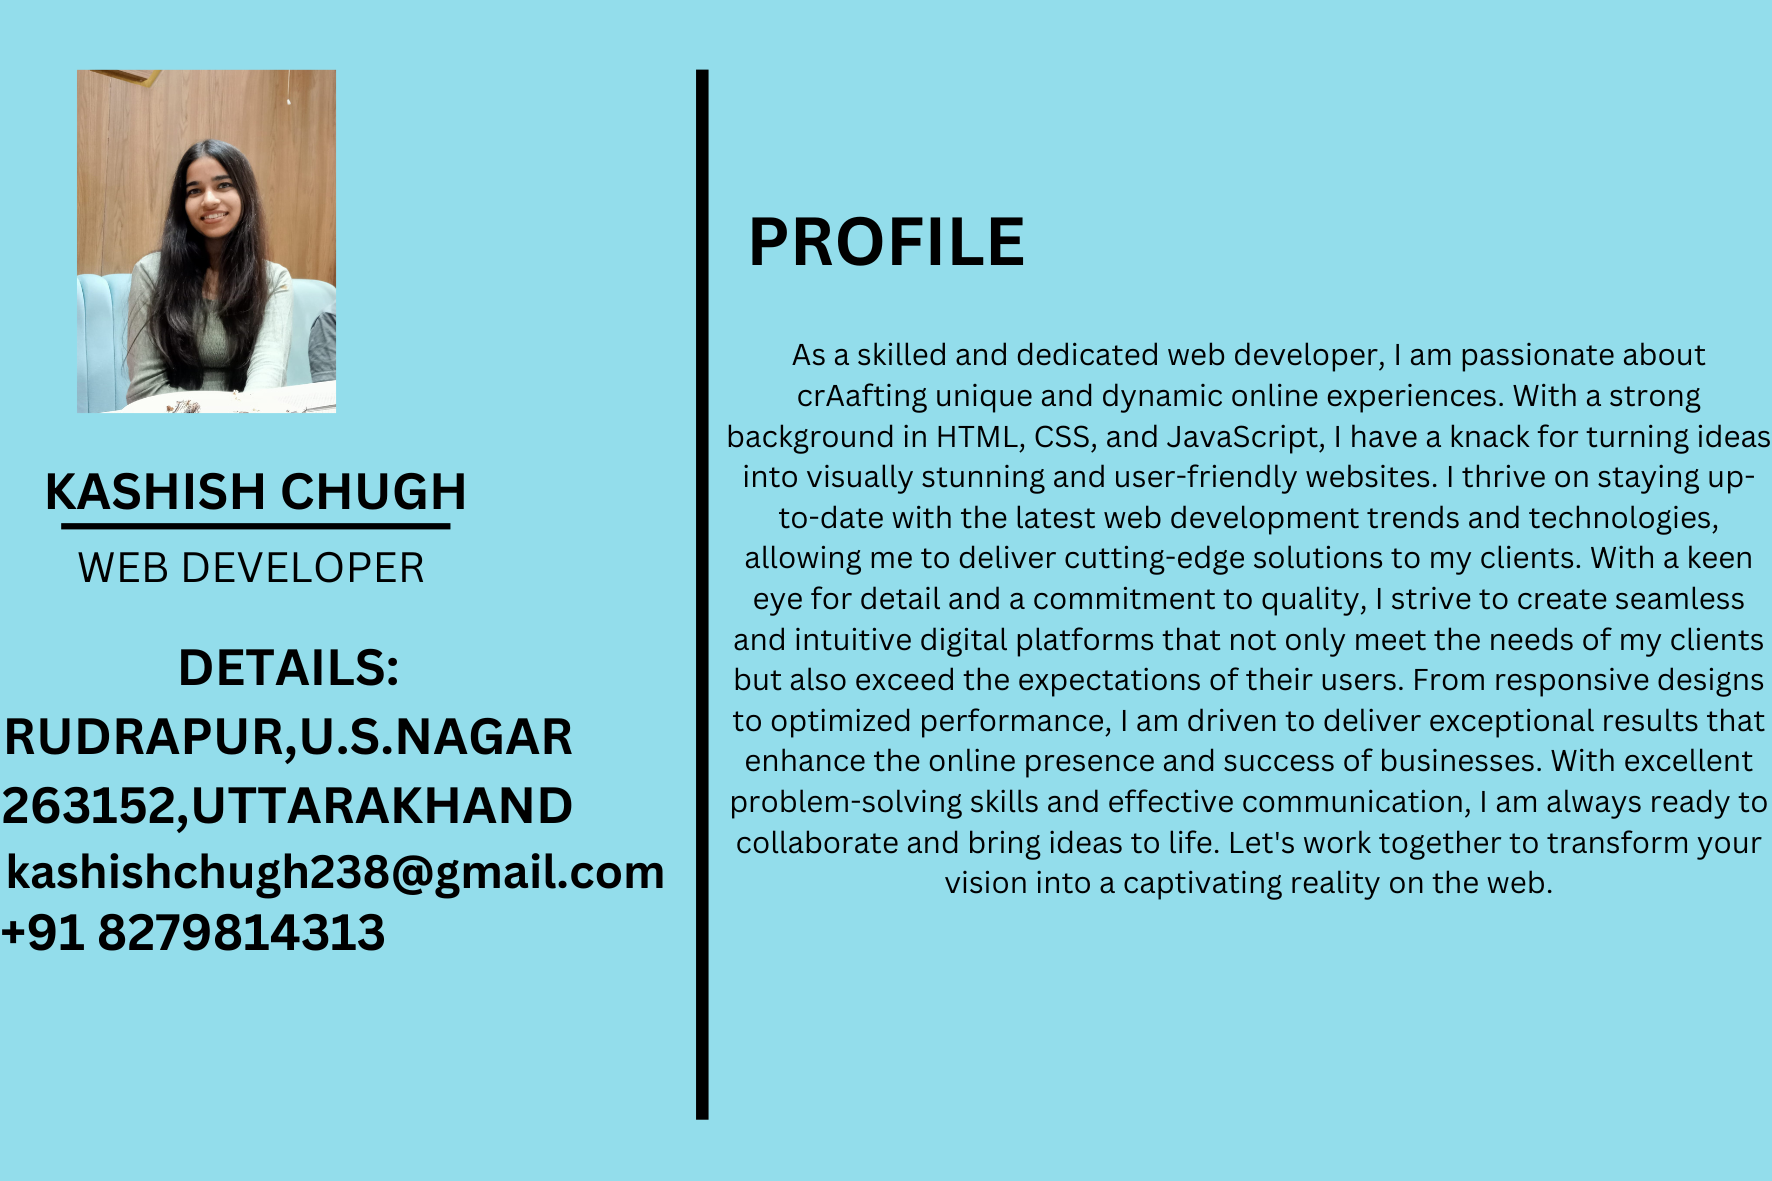 KASHISH CHUGH
WEB DEVELOPER
DETAILS:
RUDRAPUR,U.S.NAGAR
263152,UTTARAKHAND
kashishchugh238@gmail.com
+91 8279814313
PROFILE
As a skilled and dedicated web developer, I am passionate about
crAafting unique and dynamic online experiences. With a strong
background in HTML, CSS, and JavaScript, I have a knack for turning ideas
into visually stunning and user-friendly websites. I thrive on staying up-
to-date with the latest web development trends and technologies,
allowing me to deliver cutting-edge solutions to my clients. With a keen
eye for detail and a commitment to quality, I strive to create seamless
and intuitive digital platforms that not only meet the needs of my clients
but also exceed the expectations of their users. From responsive designs
to optimized performance, I am driven to deliver exceptional results that
enhance the online presence and success of businesses. With excellent
problem-solving skills and effective communication, I am always ready to
collaborate and bring ideas to life. Let's work together to transform your
vision into a captivating reality on the web.